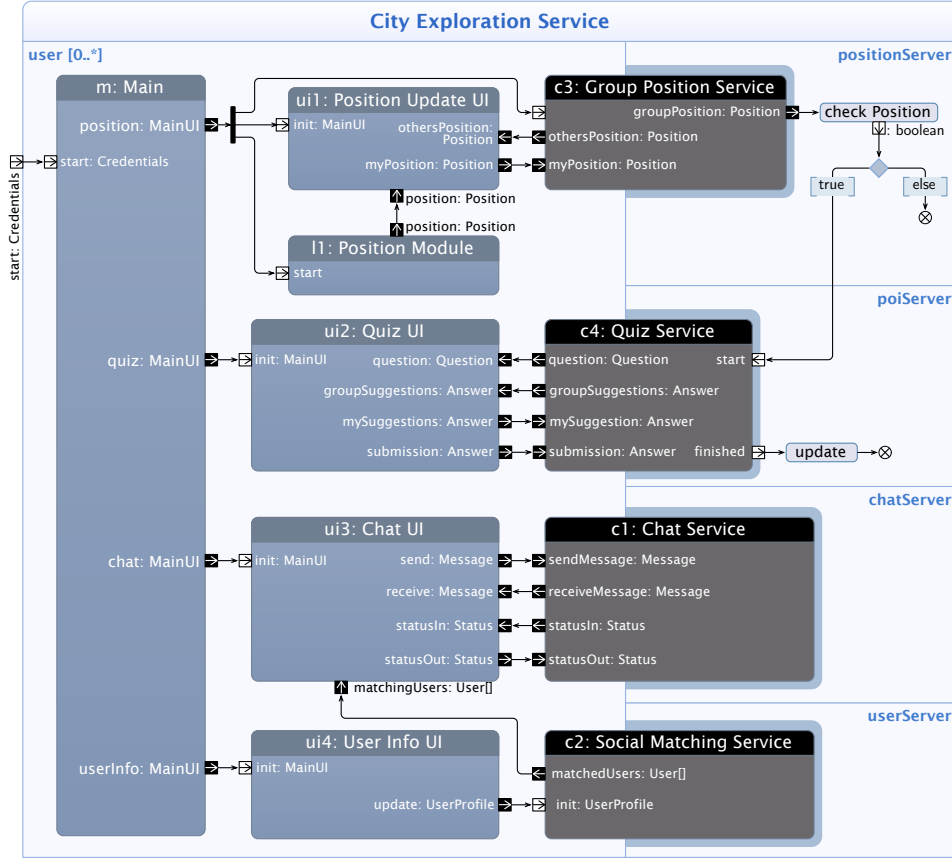 City Exploration Service
user [0..*]
positionServer
m: Main
position: MainUI
start: Credentials
start: Credentials
quiz: MainUI
chat: MainUI
userInfo: MainUI
ui1: Position Update UI
init: MainUI
othersPosition:
Position
myPosition: Position
position: Position
position: Position
l1: Position Module
start
c3: Group Position Service
groupPosition: Position
othersPosition: Position
myPosition: Position
check Position
: boolean
[true]
[else]
poiServer
ui2: Quiz UI
init: MainUI
question: Question
groupSuggestions: Answer
mySuggestions: Answer
submission: Answer
c4: Quiz Service
question: Question
start
groupSuggestions: Answer
mySuggestion: Answer
submission: Answer
finished
update
chatServer
ui3: Chat UI
init: MainUI
send: Message
receive: Message
statusIn: Status
statusOut: Status
matchingUsers: User[]
c1: Chat Service
sendMessage: Message
receiveMessage: Message
statusIn: Status
statusOut: Status
userServer
ui4: User Info UI
init: MainUI
update: UserProfile
c2: Social Matching Service
matchedUsers: User[]
init: UserProfile